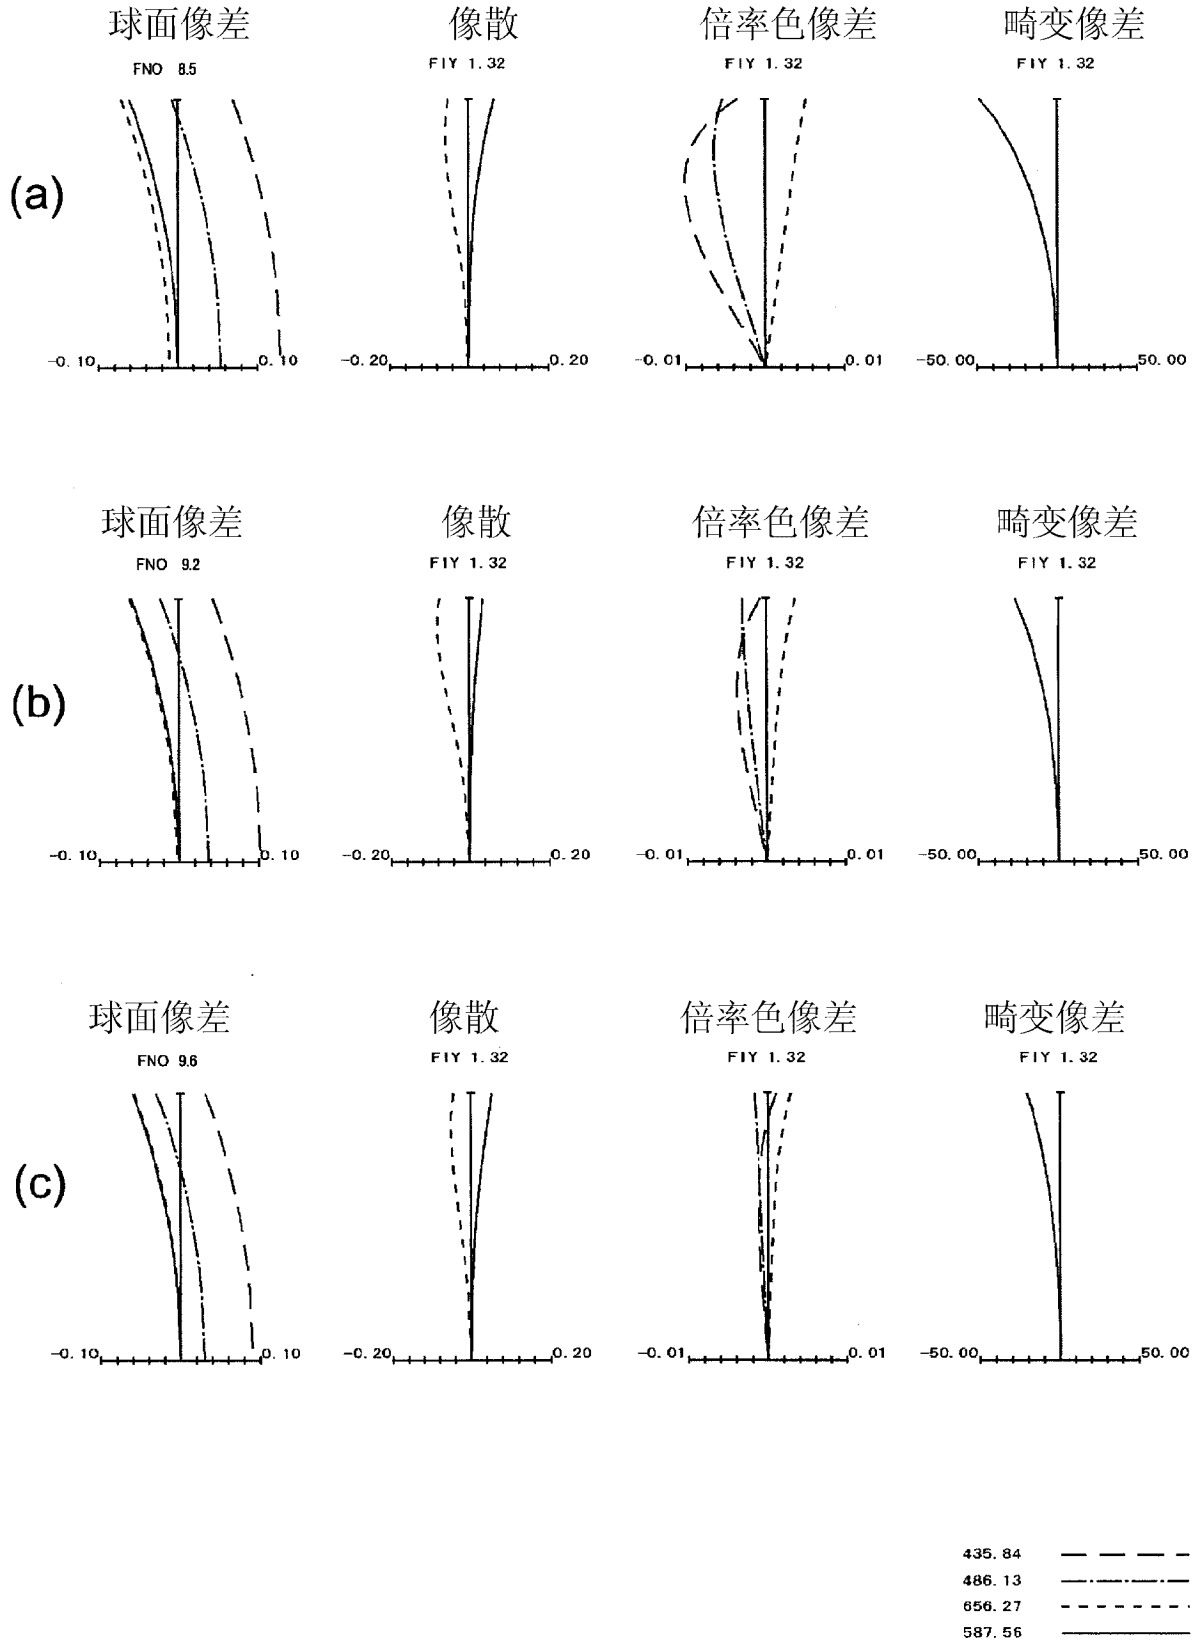 球面像差 像散 倍率色像差 畸变像差
FNO 8.5 FIY 1.32 FIY 1.32 FIY 1.32
(a)
-0.10 0.10 -0.20 0.20 -0.01 0.01 -50.00 50.00
球面像差 像散 倍率色像差 畸变像差
FNO 9.2 FIY 1.32 FIY 1.32 FIY 1.32
(b)
-0.10 0.10 -0.20 0.20 -0.01 0.01 -50.00 50.00
球面像差 像散 倍率色像差 畸变像差
FNO 9.6 FIY 1.32 FIY 1.32 FIY 1.32
(c)
-0.10 0.10 -0.20 0.20 -0.01 0.01 -50.00 50.00
435.84
486.13
656.27
587.56